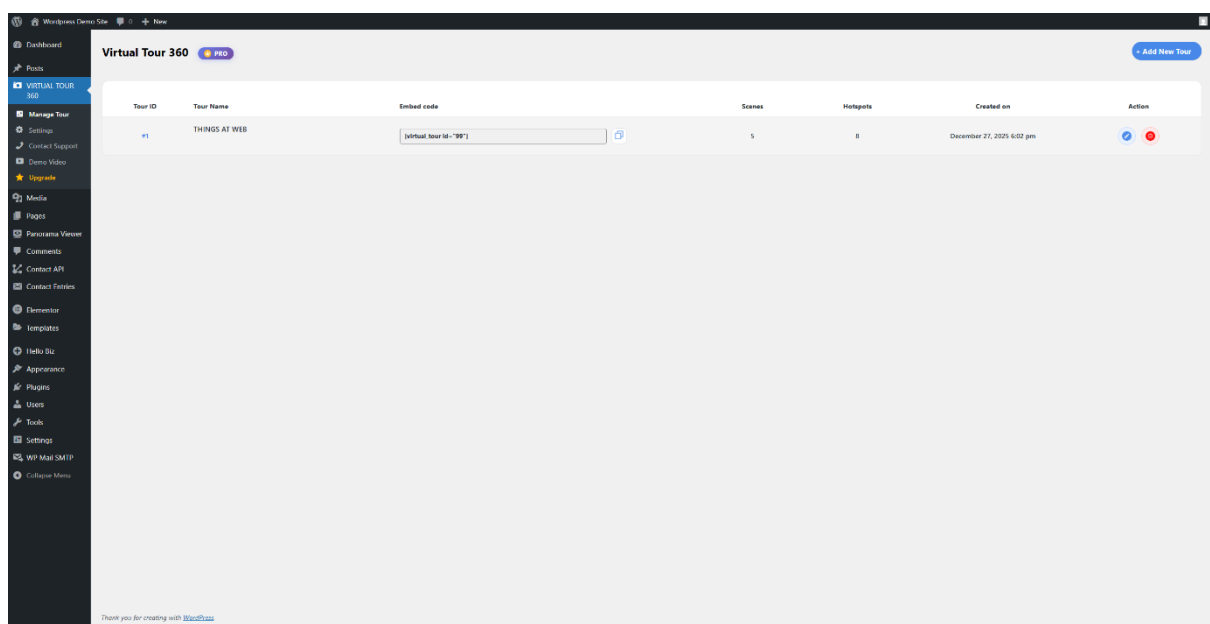 Wordpress Demo Site 0 + New
Dashboard
Posts
VIRTUAL TOUR
360
Manage Tour
Settings
Contact Support
Demo Video
Upgrade
Media
Pages
Panorama Viewer
Comments
Contact API
Contact Entries
Elementor
Templates
Hello Biz
Appearance
Plugins
Users
Tools
Settings
WP Mail SMTP
Collapse Menu
Virtual Tour 360 PRO
+ Add New Tour
Tour ID Tour Name Embed code Scenes Hotspots Created on Action
#1 THINGS AT WEB [virtual_tour id="99"] 5 8 December 27, 2025 6:02 pm
Thank you for creating with WordPress